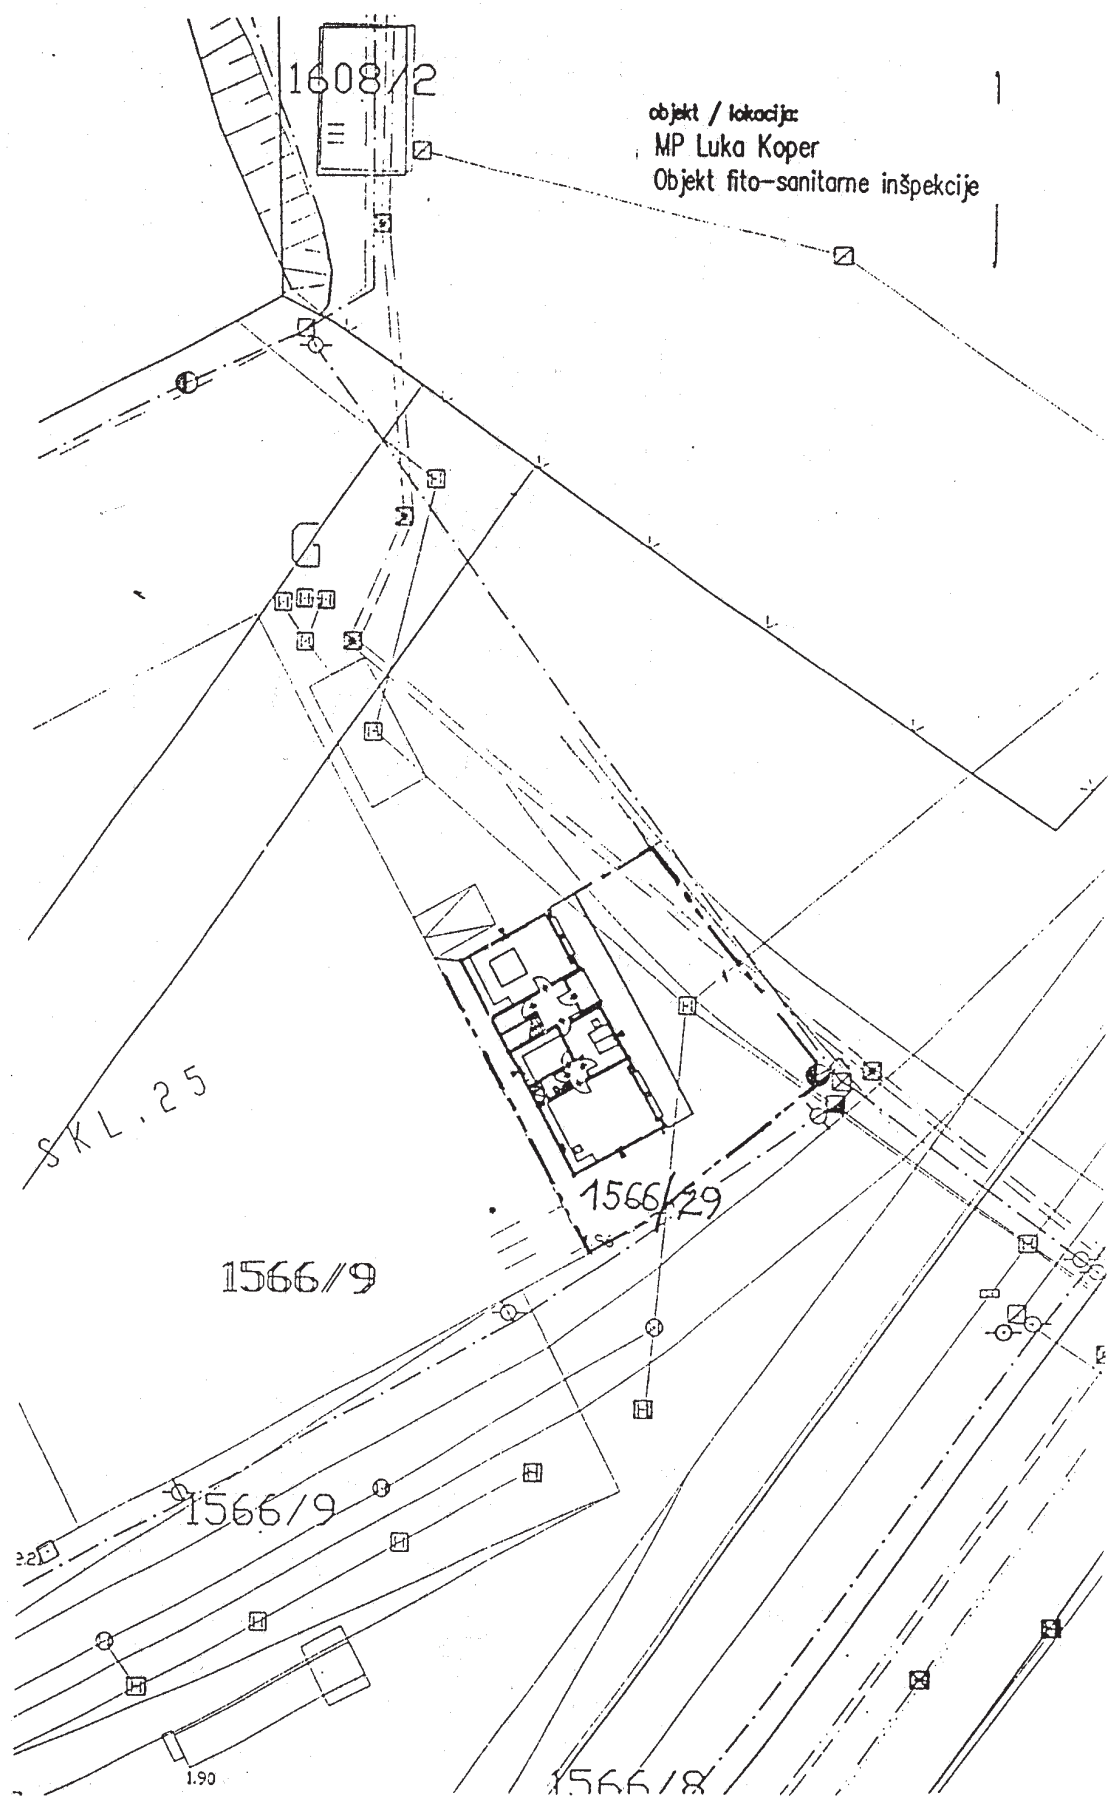 1608/2
objekt / lokacija:
MP Luka Koper
Objekt fito-sanitarne inšpekcije
SKL.25
1566/29
1566/9
1566/9
1.90
1566/8